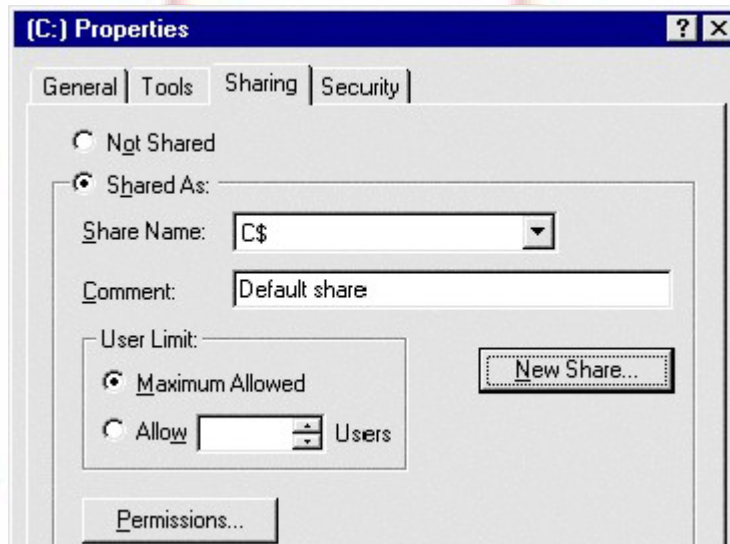 (C:) Properties
General Tools Sharing Security
Not Shared
Shared As:
Share Name: C$
Comment: Default share
User Limit:
Maximum Allowed
New Share...
Allow Users
Permissions...